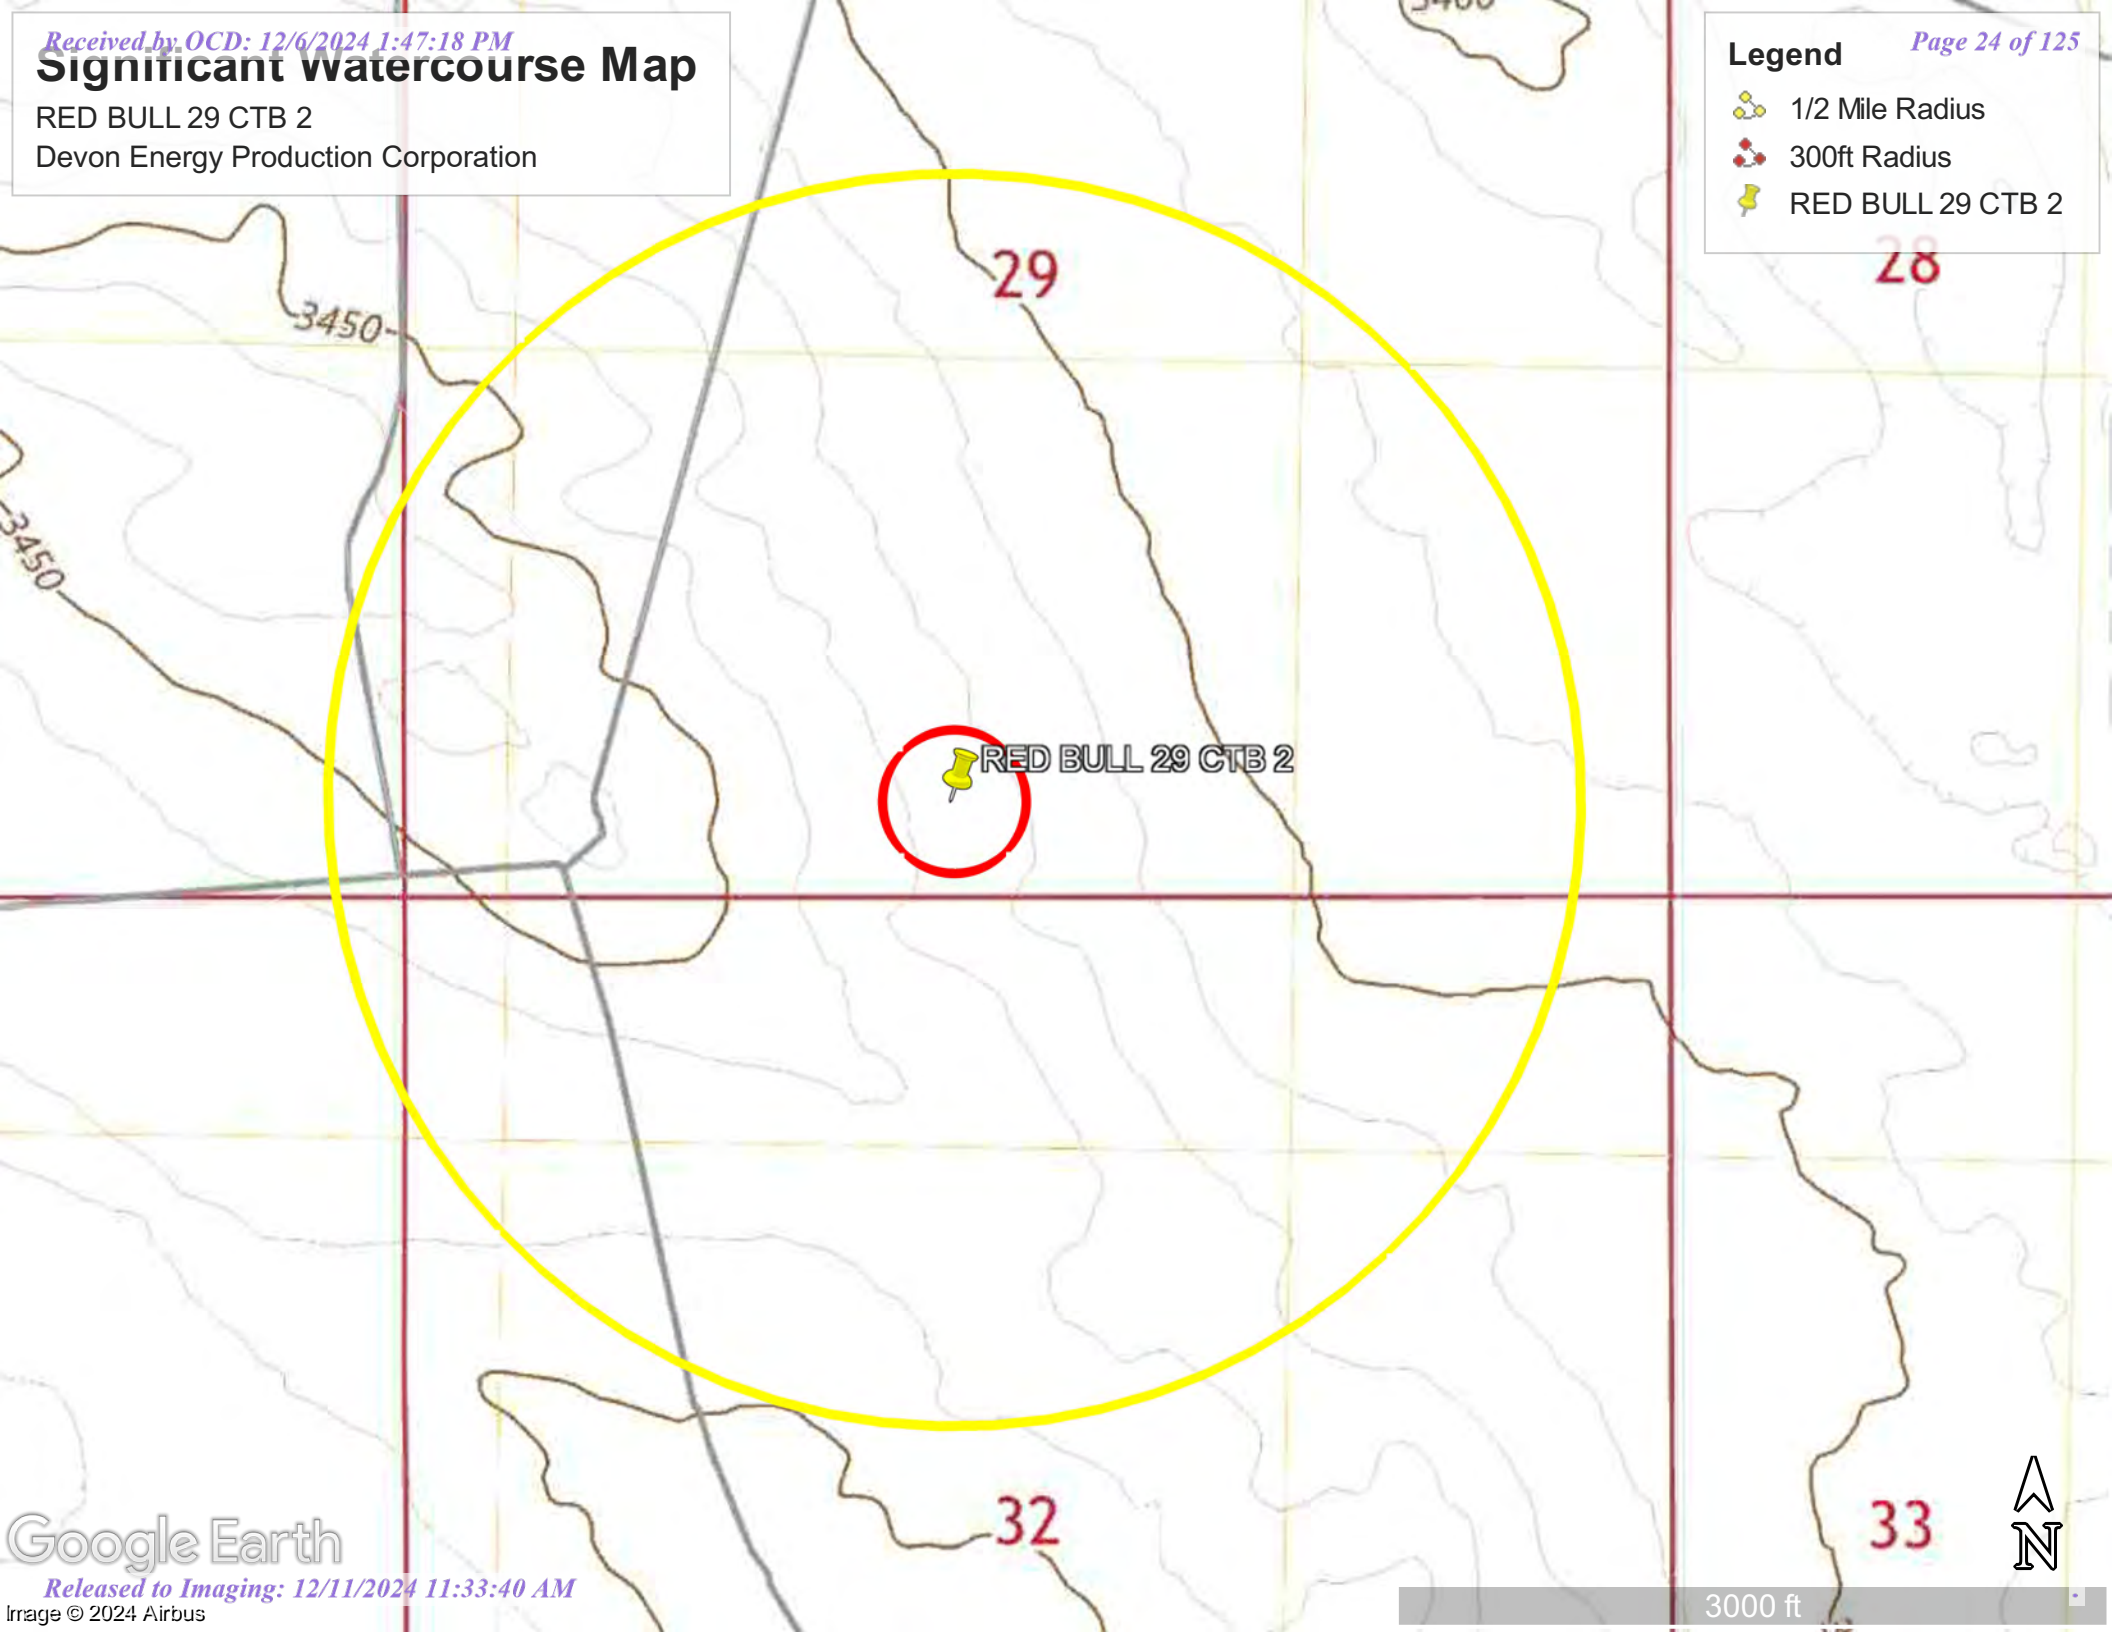 Received by OCD: 12/6/2024 1:47:18 PM
Page 24 of 125
Significant Watercourse Map
RED BULL 29 CTB 2
Devon Energy Production Corporation
Legend
1/2 Mile Radius
300ft Radius
RED BULL 29 CTB 2
29
28
3450
3450
RED BULL 29 CTB 2
32
33
N
Google Earth
Released to Imaging: 12/11/2024 11:33:40 AM
Image © 2024 Airbus
3000 ft